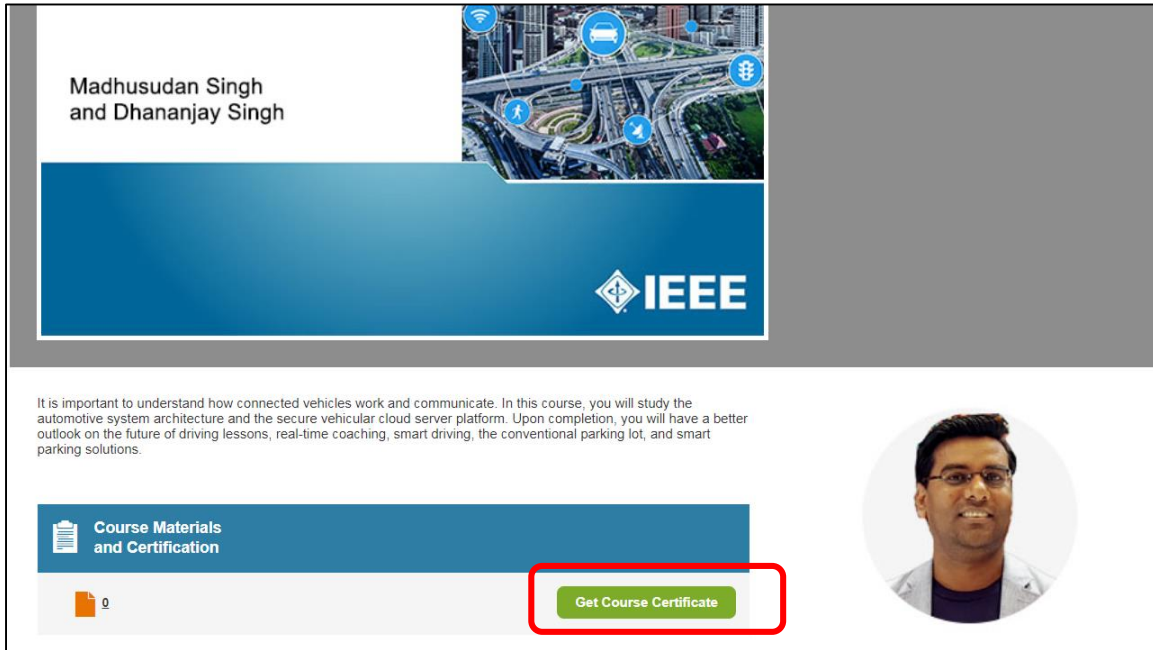 Madhusudan Singh
and Dhananjay Singh
IEEE
It is important to understand how connected vehicles work and communicate. In this course, you will study the
automotive system architecture and the secure vehicular cloud server platform. Upon completion, you will have a better
outlook on the future of driving lessons, real-time coaching, smart driving, the conventional parking lot, and smart
parking solutions.
Course Materials
and Certification
0
Get Course Certificate